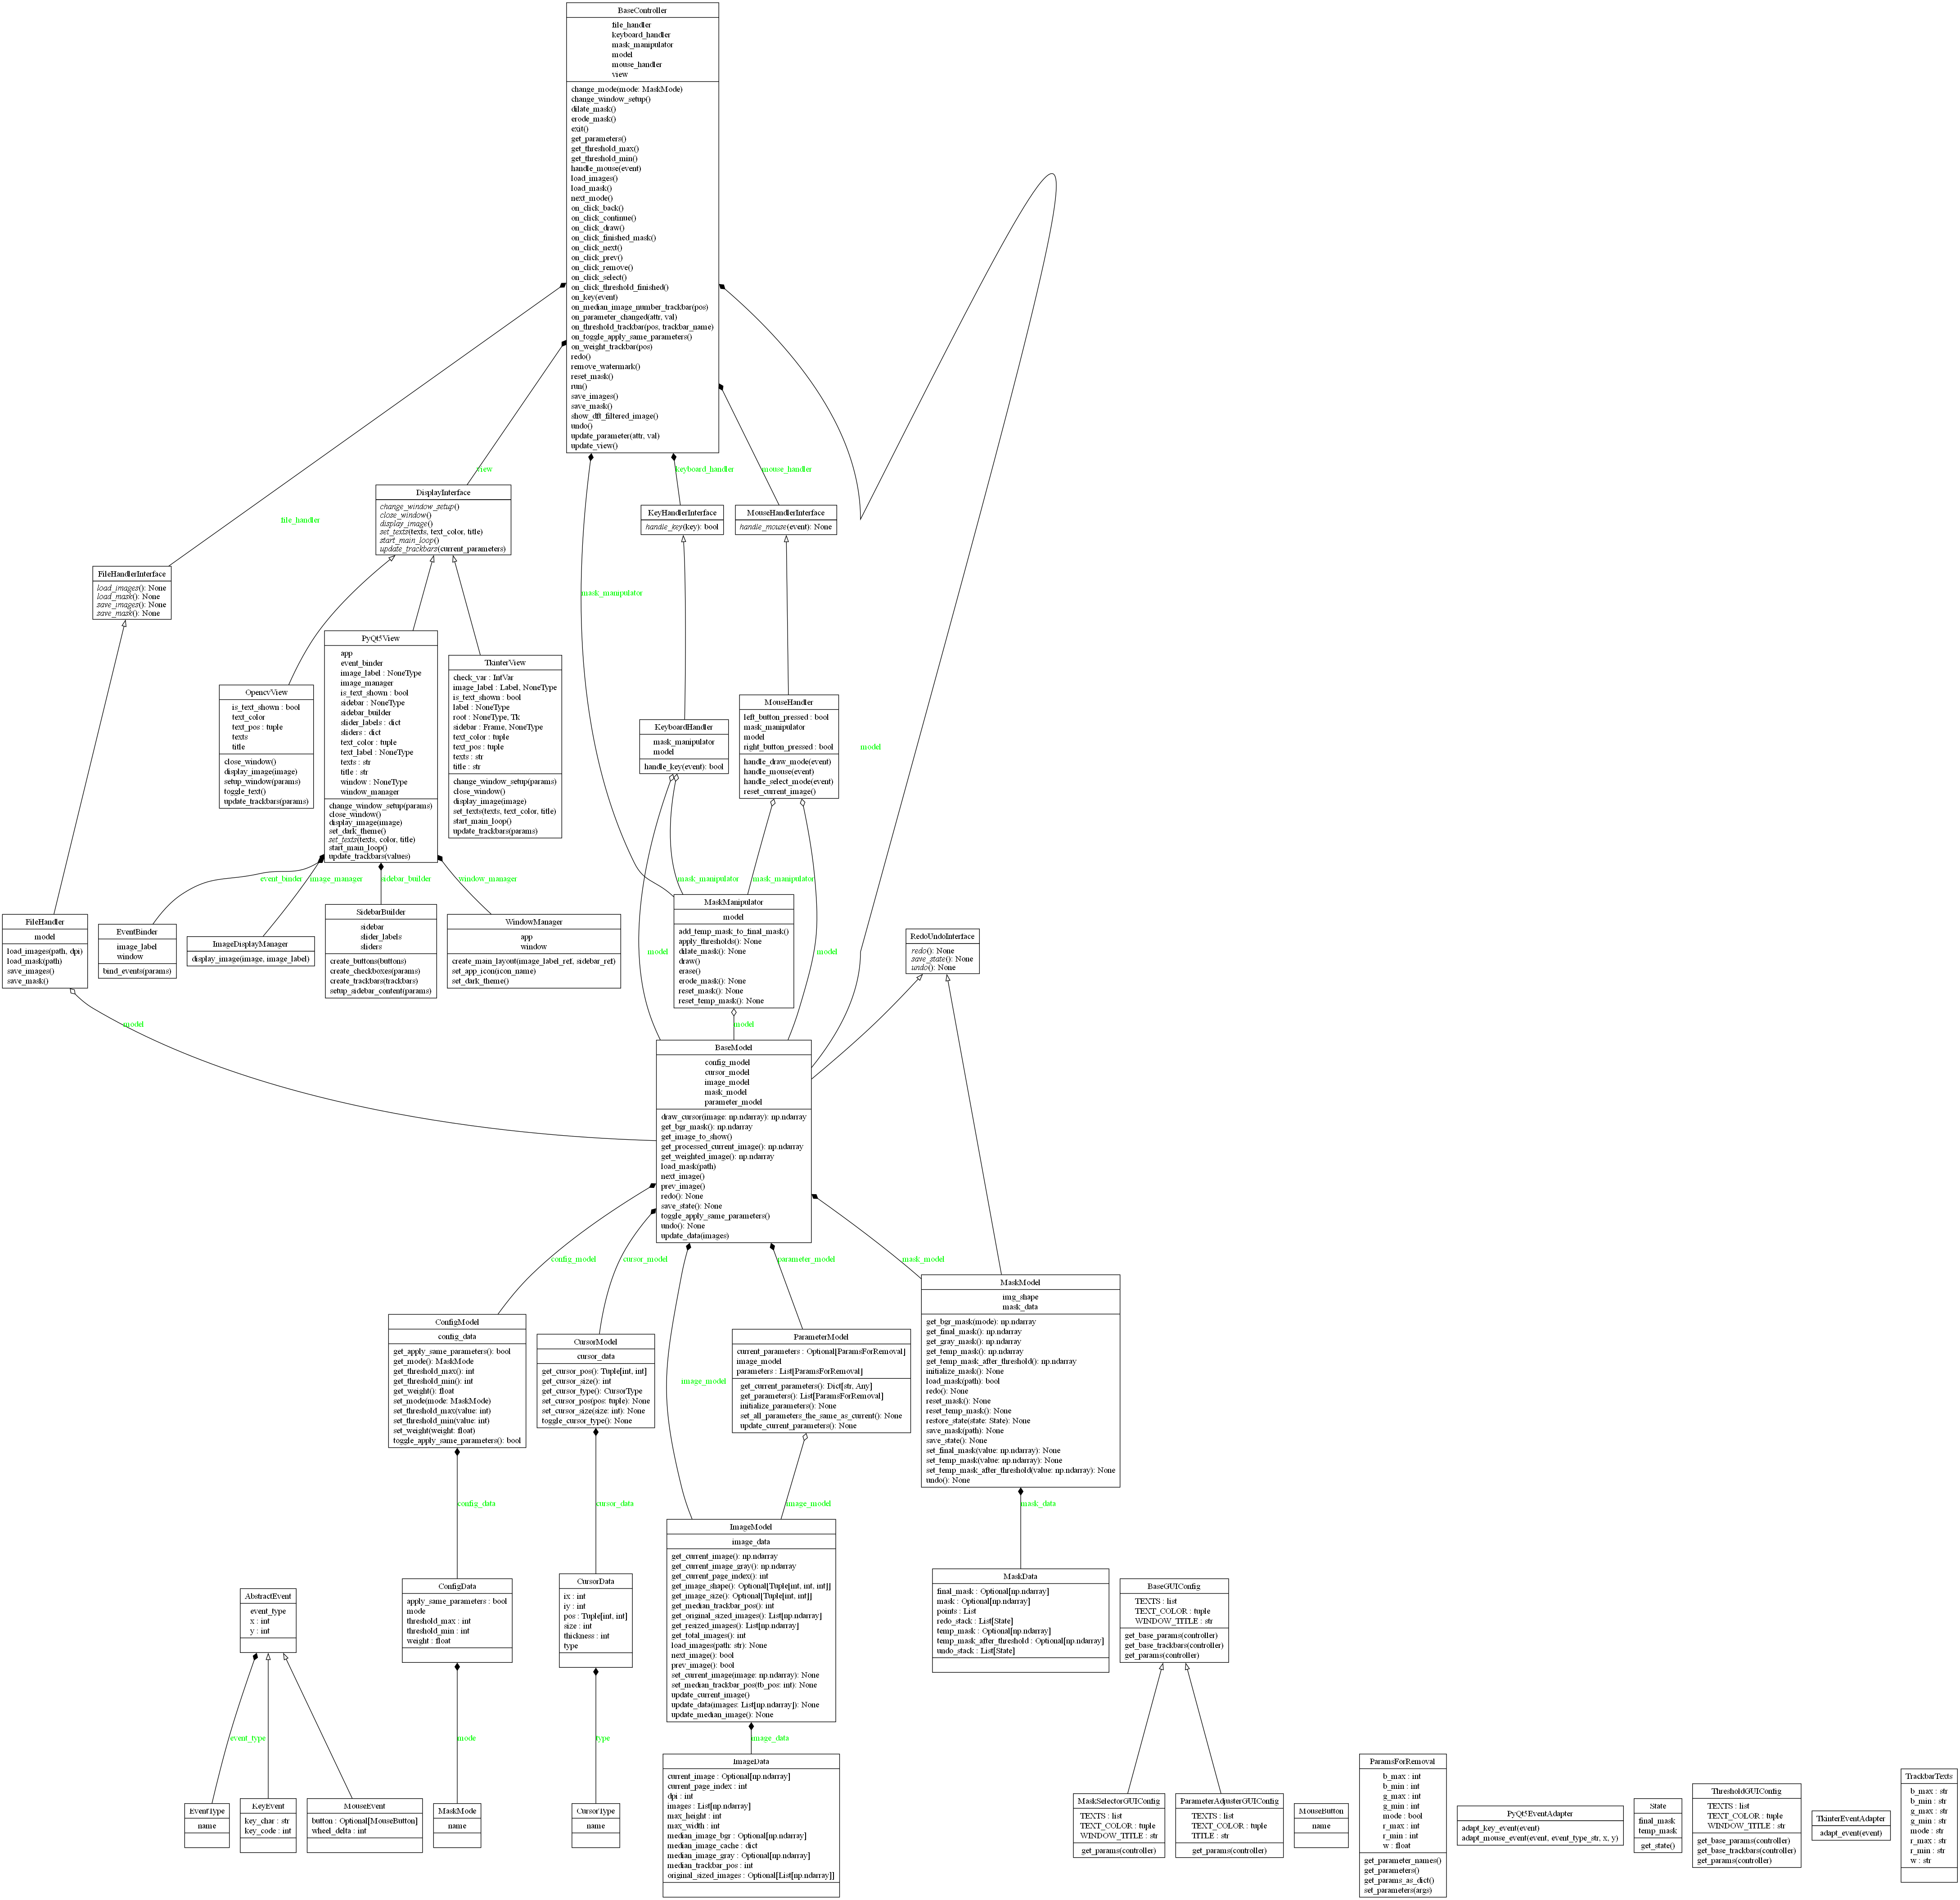 BaseController
file_handler
keyboard_handler
mask_manipulator
model
mouse_handler
view
change_mode(mode: MaskMode)
change_window_setup()
dilate_mask()
erode_mask()
exit()
get_parameters()
get_threshold_max()
get_threshold_min()
handle_mouse(event)
load_images()
load_mask()
next_mode()
on_click_back()
on_click_continue()
on_click_draw()
on_click_finished_mask()
on_click_next()
on_click_prev()
on_click_remove()
on_click_select()
on_click_threshold_finished()
on_key(event)
on_median_image_number_trackbar(pos)
on_parameter_changed(attr, val)
on_threshold_trackbar(pos, trackbar_name)
on_toggle_apply_same_parameters()
on_weight_trackbar(pos)
redo()
remove_watermark()
reset_mask()
run()
save_images()
save_mask()
show_dft_filtered_image()
undo()
update_parameter(attr, val)
update_view()
view
keyboard_handler
mouse_handler
file_handler
DisplayInterface
change_window_setup()
close_window()
display_image()
set_texts(texts, text_color, title)
start_main_loop()
update_trackbars(current_parameters)
KeyHandlerInterface
handle_key(key): bool
MouseHandlerInterface
handle_mouse(event): None
FileHandlerInterface
load_images(): None
load_mask(): None
save_images(): None
save_mask(): None
mask_manipulator
OpencvView
is_text_shown : bool
text_color
text_pos : tuple
texts
title
close_window()
display_image(image)
setup_window(params)
toggle_text()
update_trackbars(params)
PyQt5View
app
event_binder
image_label : NoneType
image_manager
is_text_shown : bool
sidebar : NoneType
sidebar_builder
slider_labels : dict
sliders : dict
text_color : tuple
text_label : NoneType
texts : str
title : str
window : NoneType
window_manager
change_window_setup(params)
close_window()
display_image(image)
set_dark_theme()
set_texts(texts, color, title)
start_main_loop()
update_trackbars(values)
TkinterView
check_var : IntVar
image_label : Label, NoneType
is_text_shown : bool
label : NoneType
root : NoneType, Tk
sidebar : Frame, NoneType
text_color : tuple
text_pos : tuple
texts : str
title : str
change_window_setup(params)
close_window()
display_image(image)
set_texts(texts, text_color, title)
start_main_loop()
update_trackbars(params)
KeyboardHandler
mask_manipulator
model
handle_key(event): bool
MouseHandler
left_button_pressed : bool
mask_manipulator
model
right_button_pressed : bool
handle_draw_mode(event)
handle_mouse(event)
handle_select_mode(event)
reset_current_image()
model
event_binder
image_manager
sidebar_builder
window_manager
mask_manipulator
mask_manipulator
FileHandler
model
load_images(path, dpi)
load_mask(path)
save_images()
save_mask()
EventBinder
image_label
window
bind_events(params)
ImageDisplayManager
display_image(image, image_label)
SidebarBuilder
sidebar
slider_labels
sliders
create_buttons(buttons)
create_checkboxes(params)
create_trackbars(trackbars)
setup_sidebar_content(params)
WindowManager
app
window
create_main_layout(image_label_ref, sidebar_ref)
set_app_icon(icon_name)
set_dark_theme()
model
MaskManipulator
model
add_temp_mask_to_final_mask()
apply_thresholds(): None
dilate_mask(): None
draw()
erase()
erode_mask(): None
reset_mask(): None
reset_temp_mask(): None
model
RedoUndoInterface
redo(): None
save_state(): None
undo(): None
model
model
BaseModel
config_model
cursor_model
image_model
mask_model
parameter_model
draw_cursor(image: np.ndarray): np.ndarray
get_bgr_mask(): np.ndarray
get_image_to_show()
get_processed_current_image(): np.ndarray
get_weighted_image(): np.ndarray
load_mask(path)
next_image()
prev_image()
redo(): None
save_state(): None
toggle_apply_same_parameters()
undo(): None
update_data(images)
config_model
cursor_model
parameter_model
mask_model
ConfigModel
config_data
get_apply_same_parameters(): bool
get_mode(): MaskMode
get_threshold_max(): int
get_threshold_min(): int
get_weight(): float
set_mode(mode: MaskMode)
set_threshold_max(value: int)
set_threshold_min(value: int)
set_weight(weight: float)
toggle_apply_same_parameters(): bool
CursorModel
cursor_data
get_cursor_pos(): Tuple[int, int]
get_cursor_size(): int
get_cursor_type(): CursorType
set_cursor_pos(pos: tuple): None
set_cursor_size(size: int): None
toggle_cursor_type(): None
image_model
ParameterModel
current_parameters : Optional[ParamsForRemoval]
image_model
parameters : List[ParamsForRemoval]
get_current_parameters(): Dict[str, Any]
get_parameters(): List[ParamsForRemoval]
initialize_parameters(): None
set_all_parameters_the_same_as_current(): None
update_current_parameters(): None
MaskModel
img_shape
mask_data
get_bgr_mask(mode): np.ndarray
get_final_mask(): np.ndarray
get_gray_mask(): np.ndarray
get_temp_mask(): np.ndarray
get_temp_mask_after_threshold(): np.ndarray
initialize_mask(): None
load_mask(path): bool
redo(): None
reset_mask(): None
reset_temp_mask(): None
restore_state(state: State): None
save_mask(path): None
save_state(): None
set_final_mask(value: np.ndarray): None
set_temp_mask(value: np.ndarray): None
set_temp_mask_after_threshold(value: np.ndarray): None
undo(): None
config_data
cursor_data
image_model
mask_data
ImageModel
image_data
get_current_image(): np.ndarray
get_current_image_gray(): np.ndarray
get_current_page_index(): int
get_image_shape(): Optional[Tuple[int, int, int]]
get_image_size(): Optional[Tuple[int, int]]
get_median_trackbar_pos(): int
get_original_sized_images(): List[np.ndarray]
get_resized_images(): List[np.ndarray]
get_total_images(): int
load_images(path: str): None
next_image(): bool
prev_image(): bool
set_current_image(image: np.ndarray): None
set_median_trackbar_pos(tb_pos: int): None
update_current_image()
update_data(images: List[np.ndarray]): None
update_median_image(): None
AbstractEvent
event_type
x : int
y : int
ConfigData
apply_same_parameters : bool
mode
threshold_max : int
threshold_min : int
weight : float
CursorData
ix : int
iy : int
pos : Tuple[int, int]
size : int
thickness : int
type
MaskData
final_mask : Optional[np.ndarray]
mask : Optional[np.ndarray]
points : List
redo_stack : List[State]
temp_mask : Optional[np.ndarray]
temp_mask_after_threshold : Optional[np.ndarray]
undo_stack : List[State]
BaseGUIConfig
TEXTS : list
TEXT_COLOR : tuple
WINDOW_TITLE : str
get_base_params(controller)
get_base_trackbars(controller)
get_params(controller)
event_type
mode
type
image_data
EventType
name
KeyEvent
key_char : str
key_code : int
MouseEvent
button : Optional[MouseButton]
wheel_delta : int
MaskMode
name
CursorType
name
ImageData
current_image : Optional[np.ndarray]
current_page_index : int
dpi : int
images : List[np.ndarray]
max_height : int
max_width : int
median_image_bgr : Optional[np.ndarray]
median_image_cache : dict
median_image_gray : Optional[np.ndarray]
median_trackbar_pos : int
original_sized_images : Optional[List[np.ndarray]]
MaskSelectorGUIConfig
TEXTS : list
TEXT_COLOR : tuple
WINDOW_TITLE : str
get_params(controller)
ParameterAdjusterGUIConfig
TEXTS : list
TEXT_COLOR : tuple
TITLE : str
get_params(controller)
MouseButton
name
ParamsForRemoval
b_max : int
b_min : int
g_max : int
g_min : int
mode : bool
r_max : int
r_min : int
w : float
get_parameter_names()
get_parameters()
get_params_as_dict()
set_parameters(args)
PyQt5EventAdapter
adapt_key_event(event)
adapt_mouse_event(event, event_type_str, x, y)
State
final_mask
temp_mask
get_state()
ThresholdGUIConfig
TEXTS : list
TEXT_COLOR : tuple
WINDOW_TITLE : str
get_base_params(controller)
get_base_trackbars(controller)
get_params(controller)
TkinterEventAdapter
adapt_event(event)
TrackbarTexts
b_max : str
b_min : str
g_max : str
g_min : str
mode : str
r_max : str
r_min : str
w : str